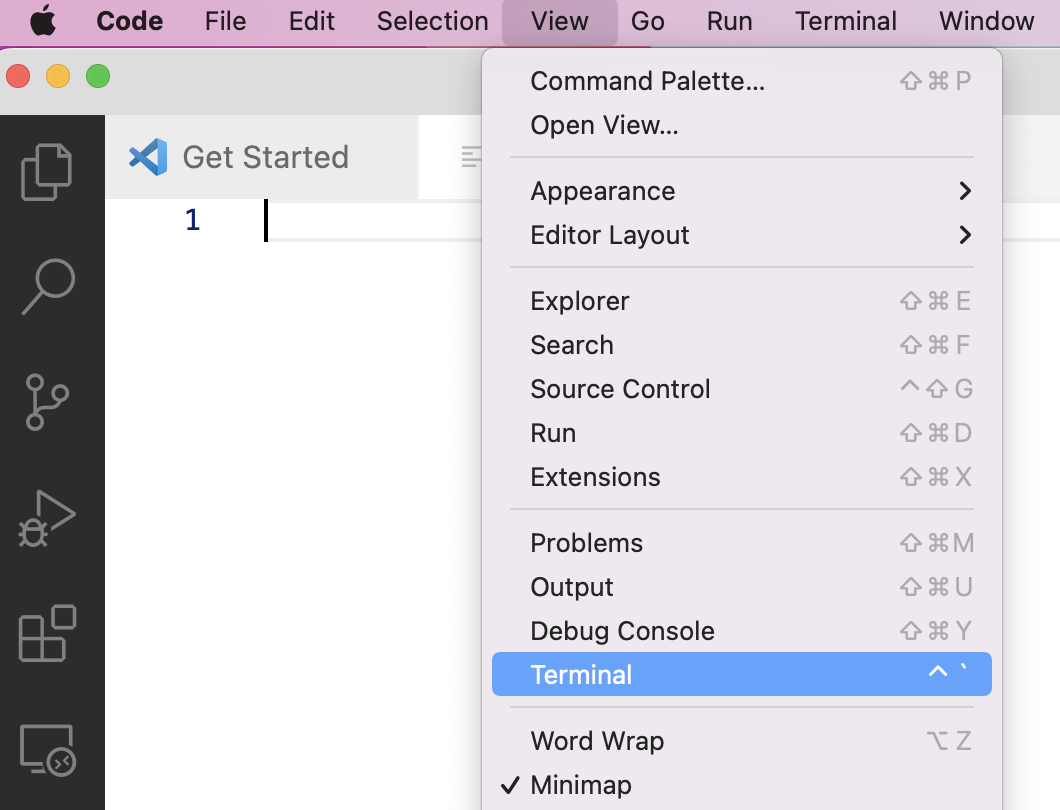 Code File Edit Selection View Go Run Terminal Window
Get Started
1
Command Palette... ⇧⌘P
Open View...
Appearance
Editor Layout
Explorer ⇧⌘E
Search ⇧⌘F
Source Control ^⇧G
Run ⇧⌘D
Extensions ⇧⌘X
Problems ⇧⌘M
Output ⇧⌘U
Debug Console ⇧⌘Y
Terminal ^`
Word Wrap ⌥Z
✓ Minimap